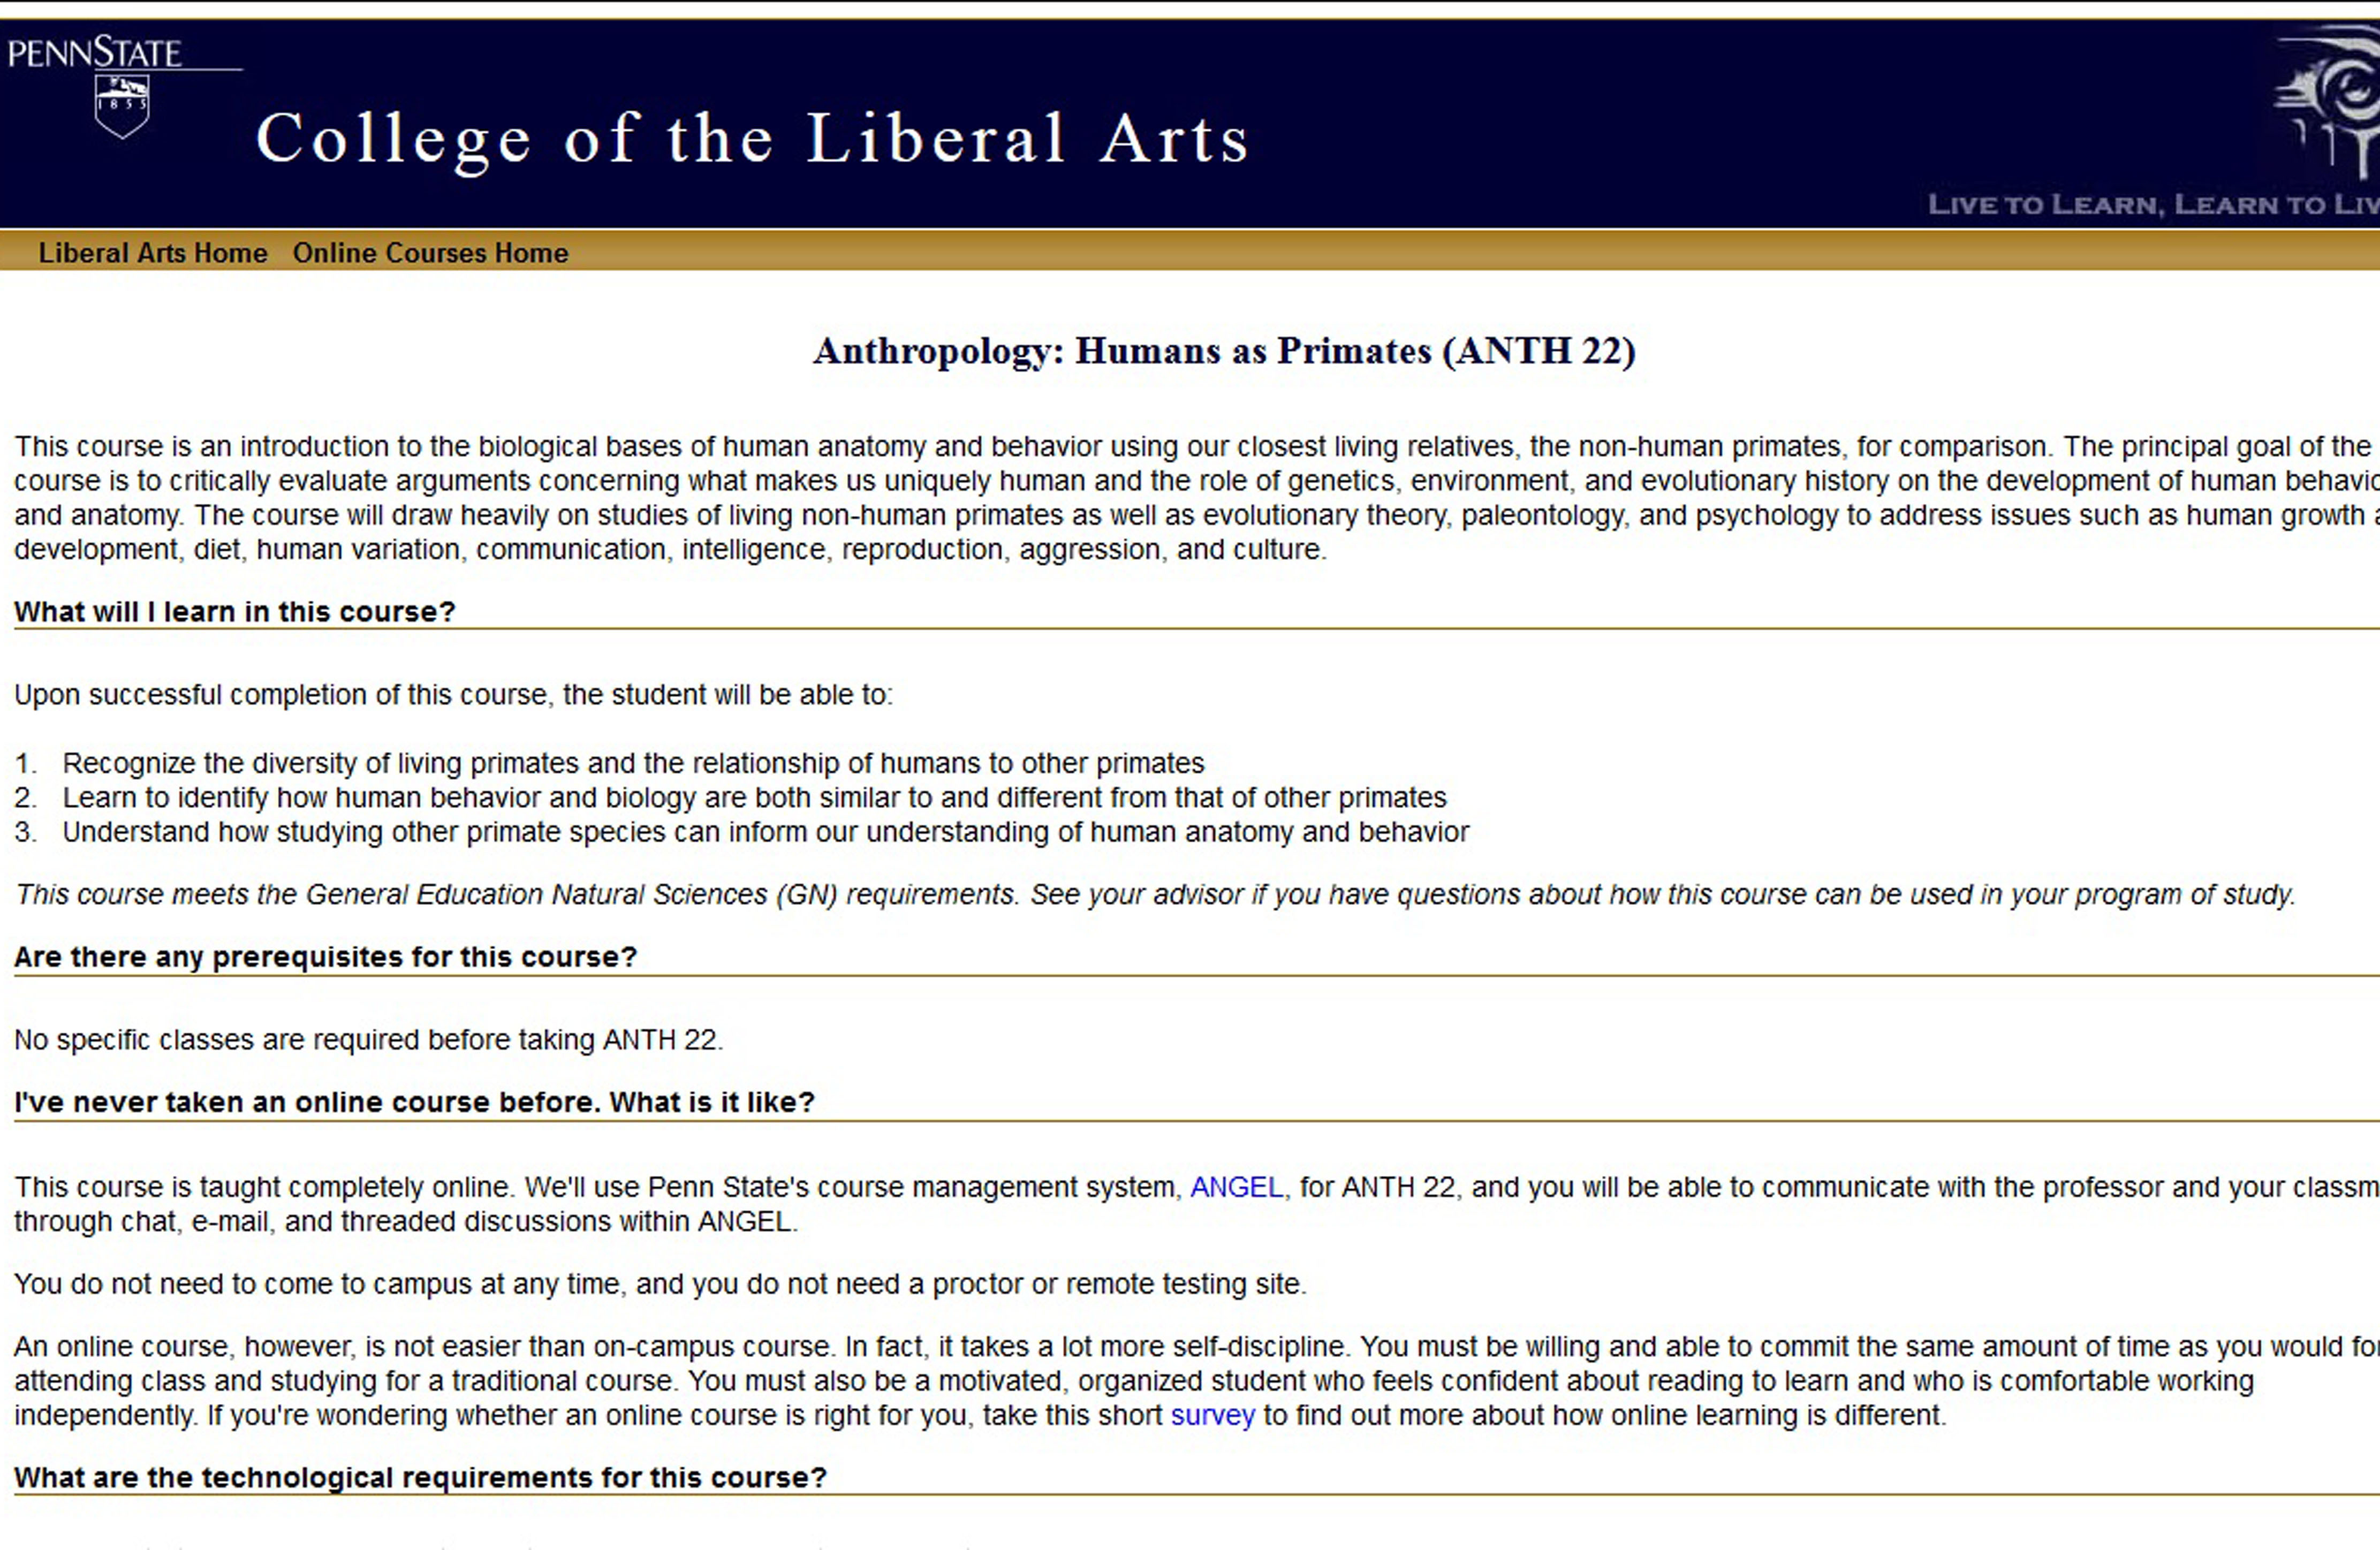 PENNSTATE
1855
College of the Liberal Arts
LIVE TO LEARN, LEARN TO
Liberal Arts Home Online Courses Home
Anthropology: Humans as Primates (ANTH 22)
This course is an introduction to the biological bases of human anatomy and behavior using our closest living relatives, the non-human primates, for comparison. The principal goal of the
course is to critically evaluate arguments concerning what makes us uniquely human and the role of genetics, environment, and evolutionary history on the development of human
and anatomy. The course will draw heavily on studies of living non-human primates as well as evolutionary theory, paleontology, and psychology to address issues such as human growth
development, diet, human variation, communication, intelligence, reproduction, aggression, and culture.
What will I learn in this course?
Upon successful completion of this course, the student will be able to:
1. Recognize the diversity of living primates and the relationship of humans to other primates
2. Learn to identify how human behavior and biology are both similar to and different from that of other primates
3. Understand how studying other primate species can inform our understanding of human anatomy and behavior
This course meets the General Education Natural Sciences (GN) requirements. See your advisor if you have questions about how this course can be used in your program of study.
Are there any prerequisites for this course?
No specific classes are required before taking ANTH 22.
I've never taken an online course before. What is it like?
This course is taught completely online. We'll use Penn State's course management system, ANGEL, for ANTH 22, and you will be able to communicate with the professor and your
through chat, e-mail, and threaded discussions within ANGEL.
You do not need to come to campus at any time, and you do not need a proctor or remote testing site.
An online course, however, is not easier than on-campus course. In fact, it takes a lot more self-discipline. You must be willing and able to commit the same amount of time as you would for
attending class and studying for a traditional course. You must also be a motivated, organized student who feels confident about reading to learn and who is comfortable working
independently. If you're wondering whether an online course is right for you, take this short survey to find out more about how online learning is different.
What are the technological requirements for this course?